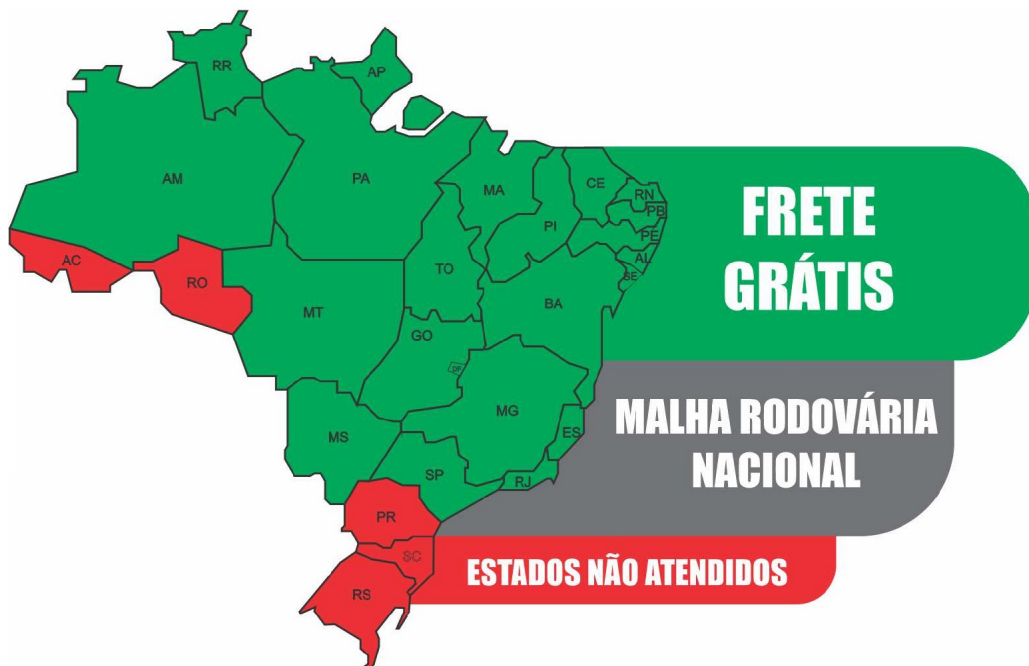 RR
AP
AM
PA
MA
CE
RN
PB
PI
PE
AL
SE
AC
RO
TO
BA
MT
GO
DF
MG
MS
ES
SP
RJ
PR
SC
RS
FRETE
GRÁTIS
MALHA RODOVÁRIA
NACIONAL
ESTADOS NÃO ATENDIDOS